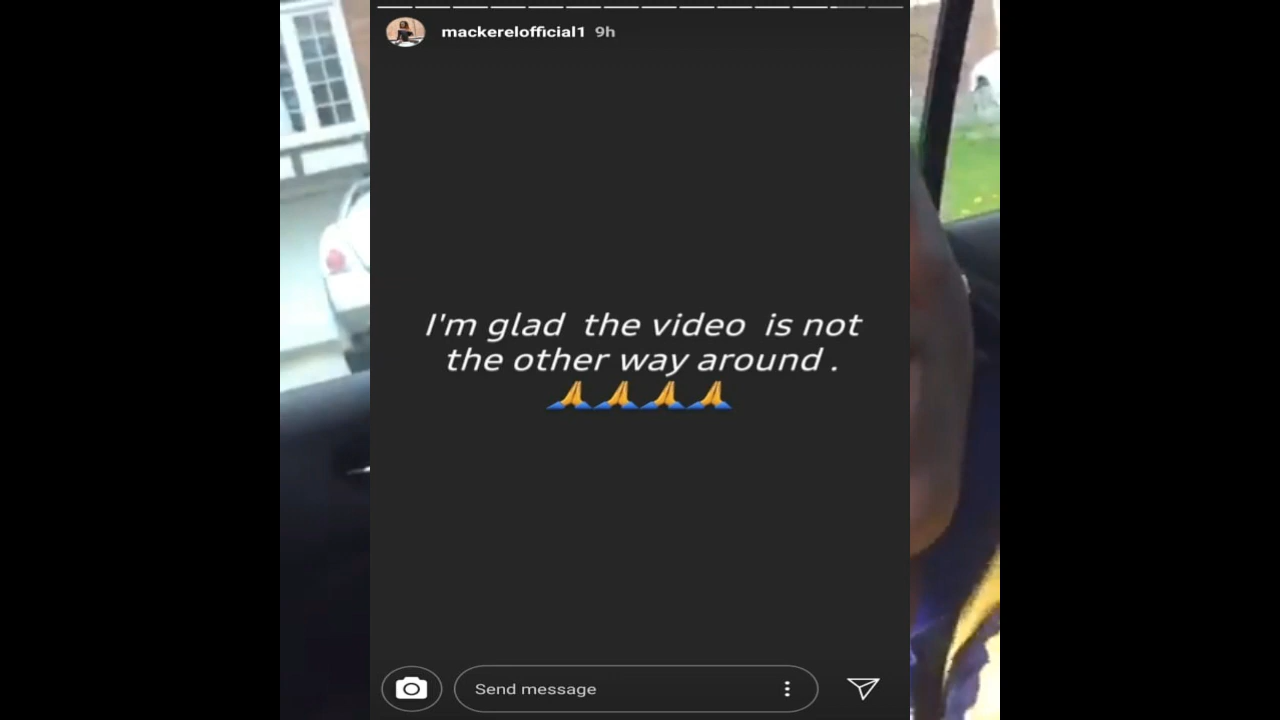 mackerelofficial1 9h
I'm glad the video is not
the other way around .
🙏🙏🙏🙏
Send message